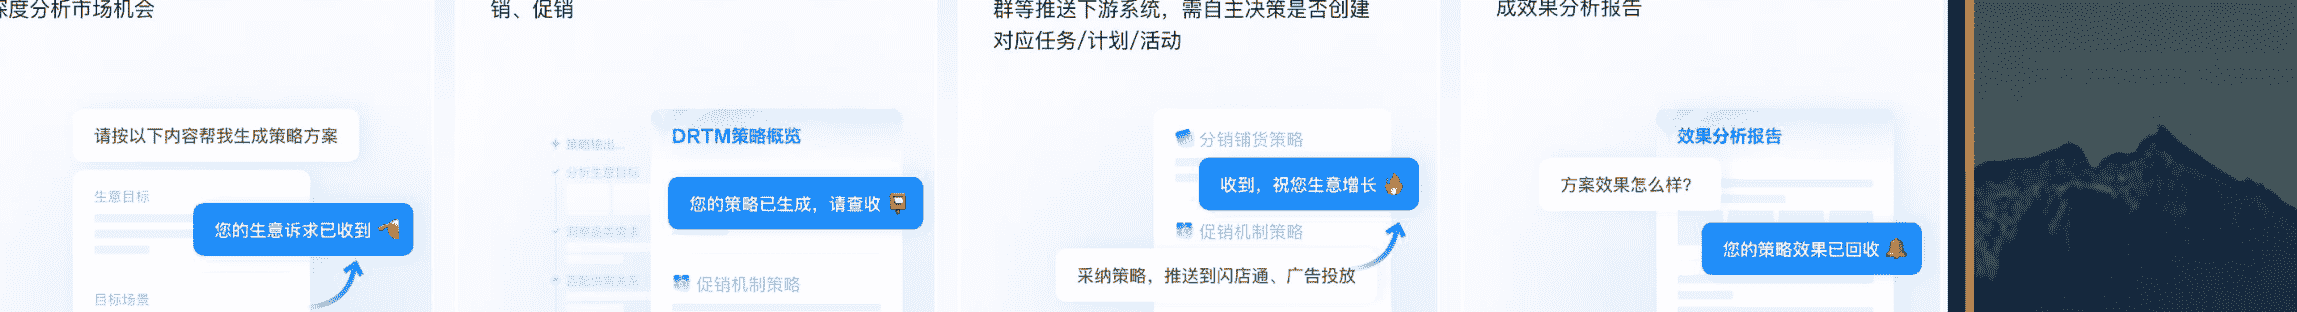 深度分析市场机会
销、促销
群等推送下游系统，需自主决策是否创建
对应任务/计划/活动
成效果分析报告
请按以下内容帮我生成策略方案
生意目标
您的生意诉求已收到
目标场景
DRTM策略概览
您的策略已生成，请查收
促销机制策略
分销铺货策略
收到，祝您生意增长
促销机制策略
采纳策略，推送到闪店通、广告投放
效果分析报告
方案效果怎么样？
您的策略效果已回收